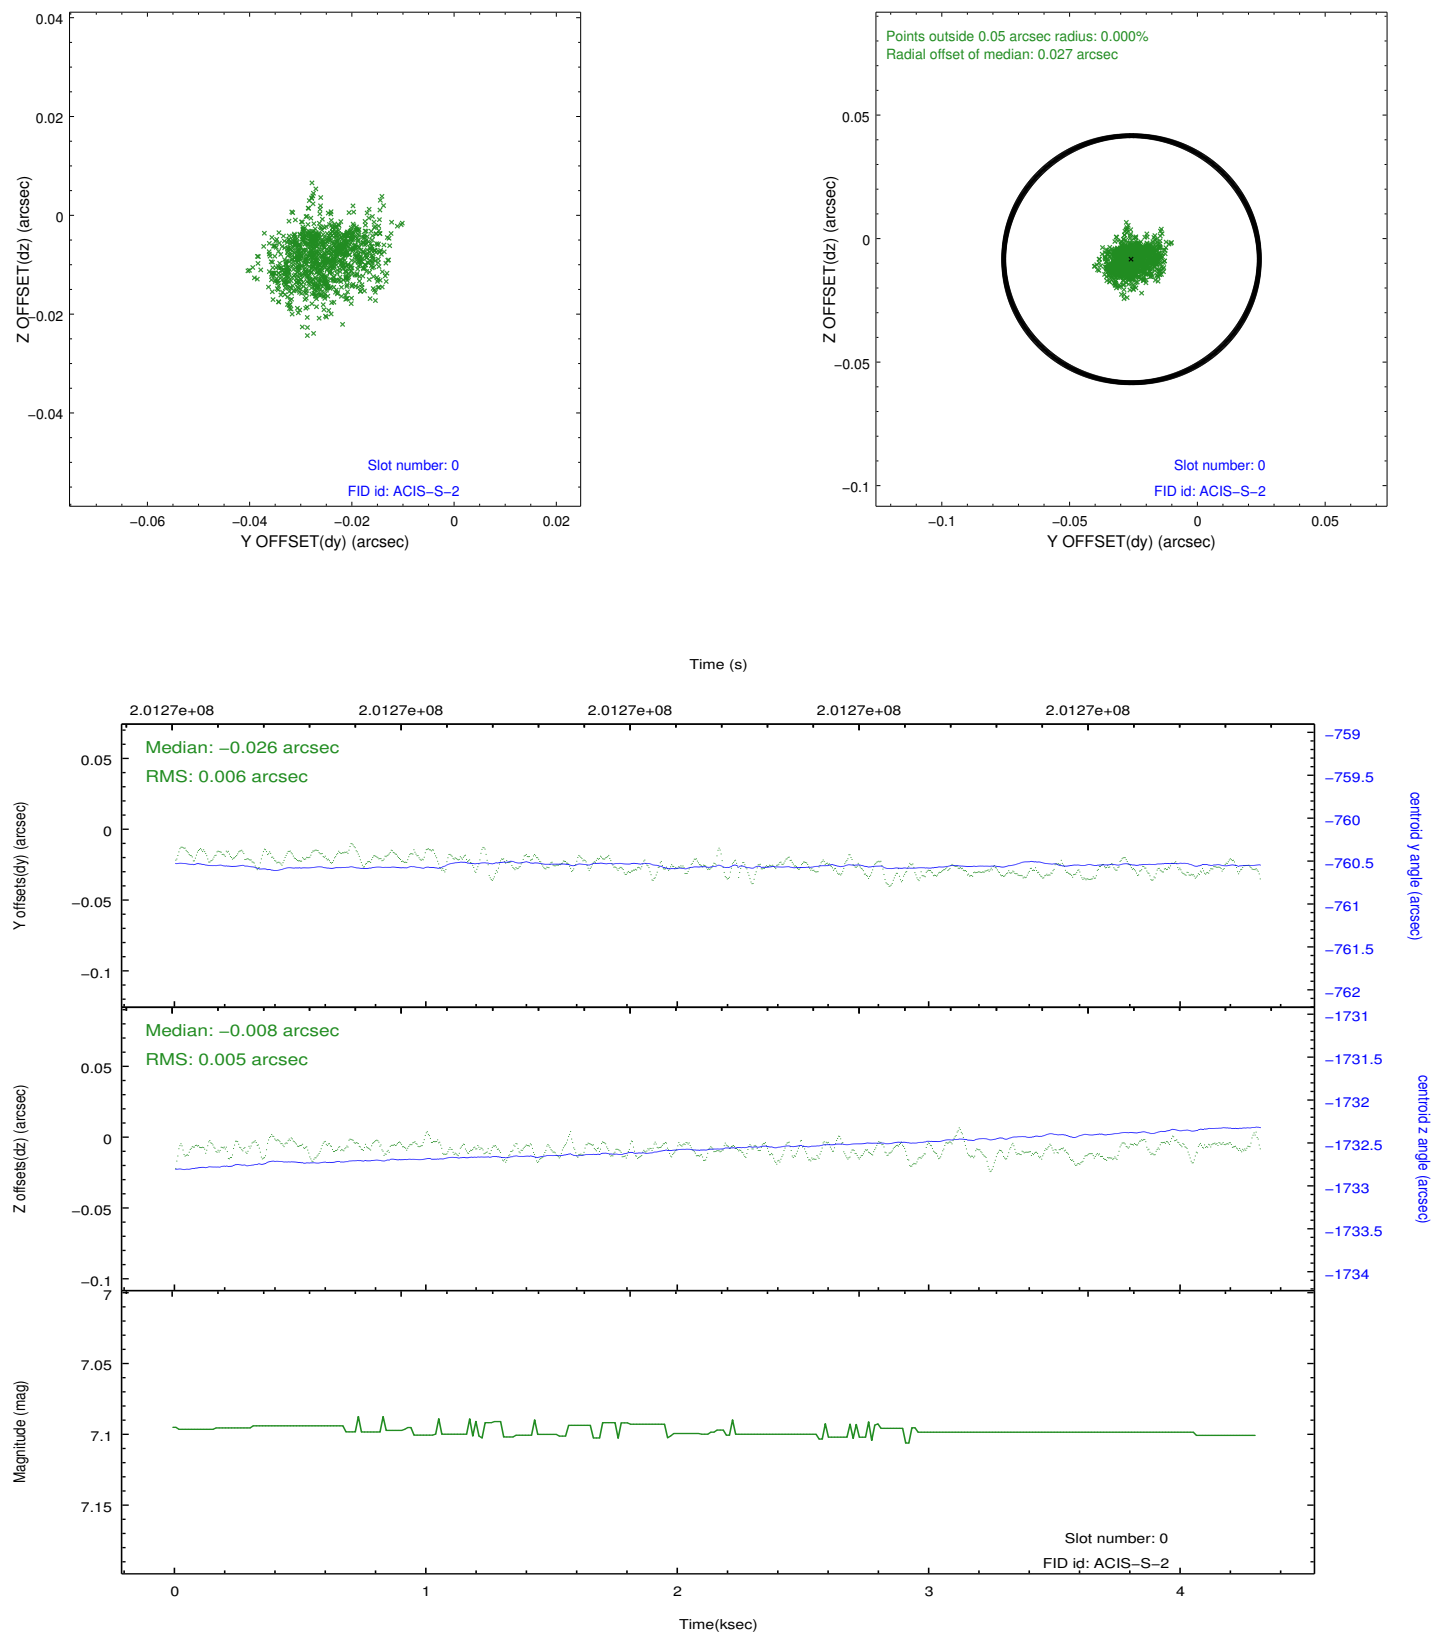 0.04
0.02
0
−0.02
−0.04
Z OFFSET(dz) (arcsec)
Slot number: 0
FID id: ACIS−S−2
−0.06
−0.04
−0.02
0
0.02
Y OFFSET(dy) (arcsec)
Points outside 0.05 arcsec radius: 0.000%
Radial offset of median: 0.027 arcsec
0.05
0
−0.05
−0.1
Z OFFSET(dz) (arcsec)
Slot number: 0
FID id: ACIS−S−2
−0.1
−0.05
0
0.05
Y OFFSET(dy) (arcsec)
Time (s)
2.0127e+08
2.0127e+08
2.0127e+08
2.0127e+08
2.0127e+08
Median: −0.026 arcsec
RMS: 0.006 arcsec
0.05
0
−0.05
−0.1
Y offsets(dy) (arcsec)
−759
−759.5
−760
−760.5
−761
−761.5
−762
centroid y angle (arcsec)
Median: −0.008 arcsec
RMS: 0.005 arcsec
0.05
0
−0.05
−0.1
Z offsets(dz) (arcsec)
−1731
−1731.5
−1732
−1732.5
−1733
−1733.5
−1734
centroid z angle (arcsec)
7
7.05
7.1
7.15
Magnitude (mag)
Slot number: 0
FID id: ACIS−S−2
0
1
2
3
4
Time(ksec)